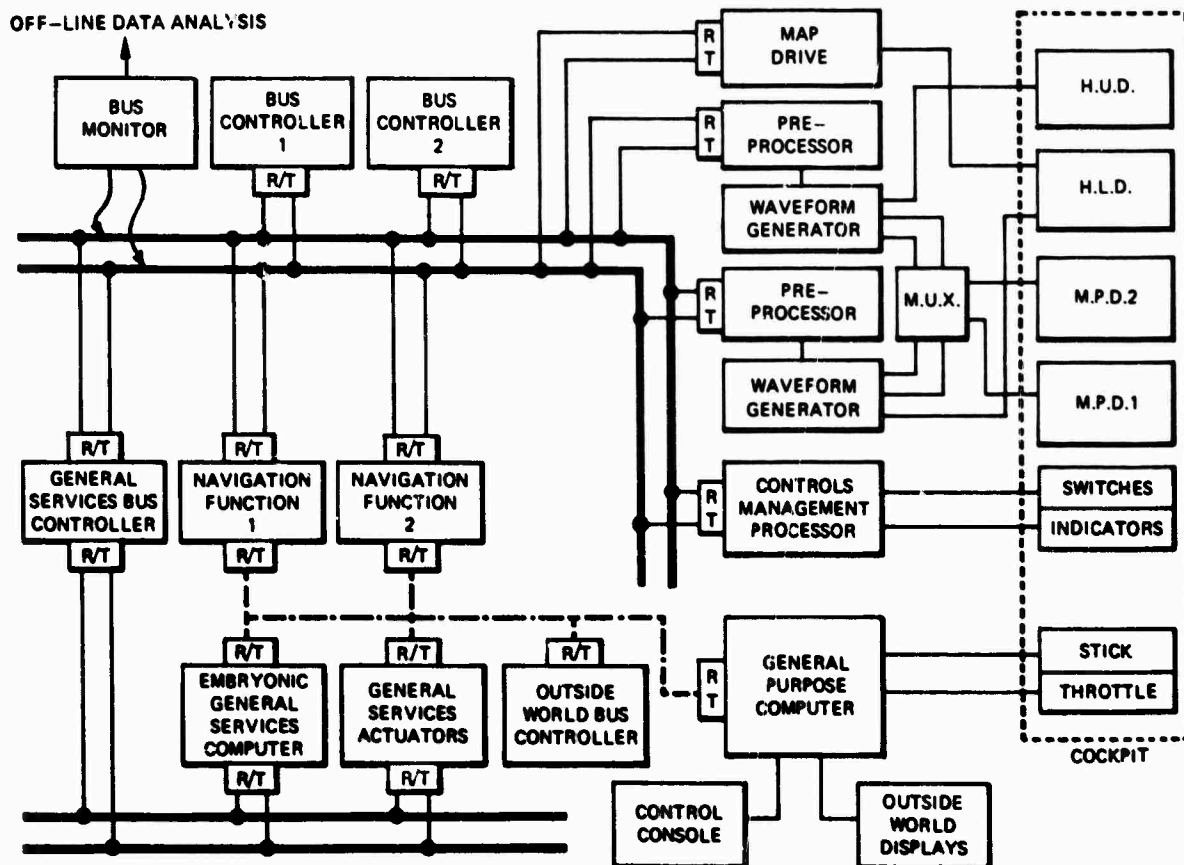 OFF-LINE DATA ANALYSIS
BUS
MONITOR
BUS
CONTROLLER
1
R/T
BUS
CONTROLLER
2
R/T
R
T
MAP
DRIVE
R
T
PRE-
PROCESSOR
WAVEFORM
GENERATOR
R
T
PRE-
PROCESSOR
WAVEFORM
GENERATOR
M.U.X.
H.U.D.
H.L.D.
M.P.D.2
M.P.D.1
R/T
GENERAL
SERVICES BUS
CONTROLLER
R/T
R/T
NAVIGATION
FUNCTION
1
R/T
R/T
NAVIGATION
FUNCTION
2
R/T
R
T
CONTROLS
MANAGEMENT
PROCESSOR
SWITCHES
INDICATORS
R/T
EMBRYONIC
GENERAL
SERVICES
COMPUTER
R/T
R/T
GENERAL
SERVICES
ACTUATORS
R/T
R/T
OUTSIDE
WORLD BUS
CONTROLLER
R
T
GENERAL
PURPOSE
COMPUTER
STICK
THROTTLE
COCKPIT
CONTROL
CONSOLE
OUTSIDE
WORLD
DISPLAYS